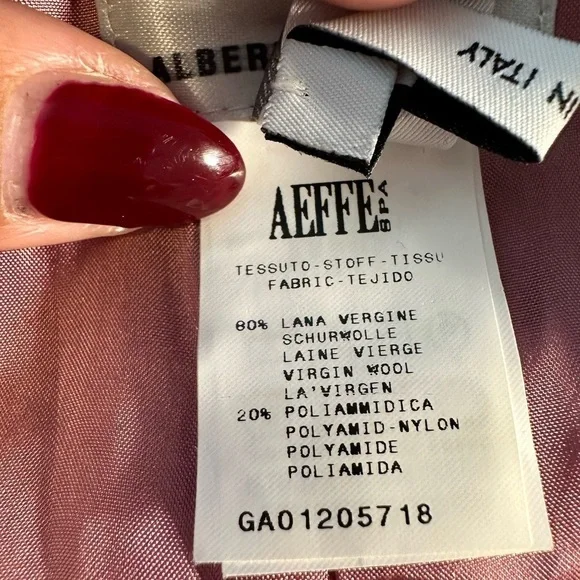 ALBER
IN ITALY
AEFFE SPA
TESSUTO-STOFF-TISSU
FABRIC-TEJIDO
80% LANA VERGINE
SCHURWOLLE
LAINE VIERGE
VIRGIN WOOL
LA'VIRGEN
20% POLIAMMIDICA
POLYAMID-NYLON
POLYAMIDE
POLIAMIDA
GA01205718